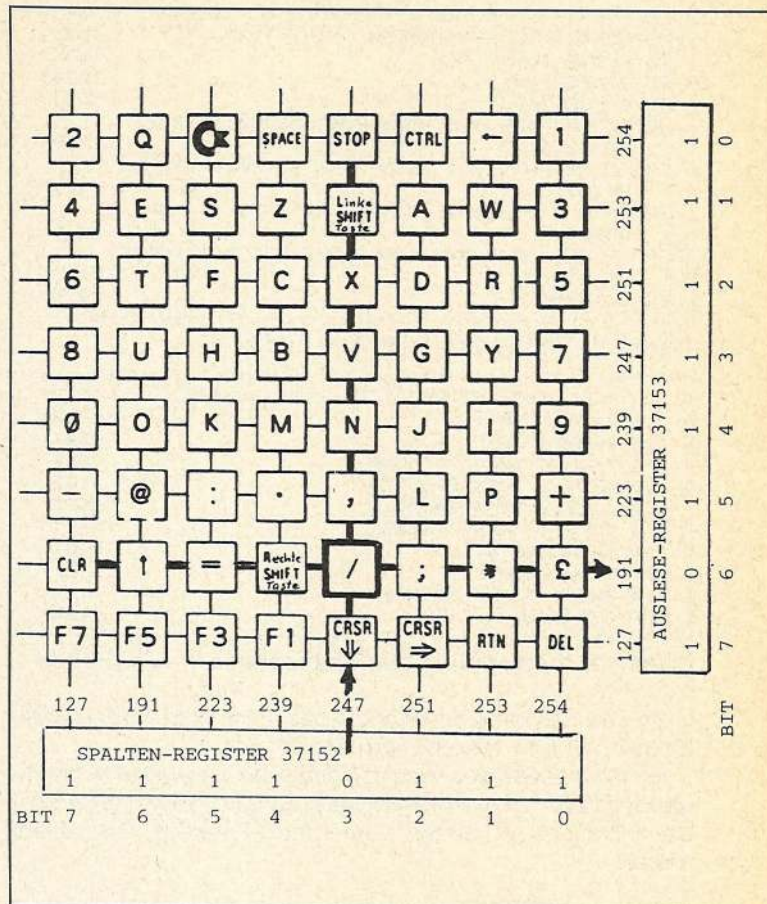 2 Q SPACE STOP CTRL ← 1 254 1 0
4 E S Z Linke SHIFT Taste A W 3 253 1 1
6 T F C X D R 5 251 1 2
8 U H B V G Y 7 247 1 3
Ø O K M N J I 9 239 1 4
− @ : . , L P + 223 1 5
CLR ↑ = Rechte SHIFT Taste / ; * £ 191 0 6
F7 F5 F3 F1 CRSR ⇓ CRSR ⇒ RTN DEL 127 1 7
AUSLESE-REGISTER 37153
BIT
127 191 223 239 247 251 253 254
SPALTEN-REGISTER 37152
1 1 1 1 0 1 1 1
BIT 7 6 5 4 3 2 1 0